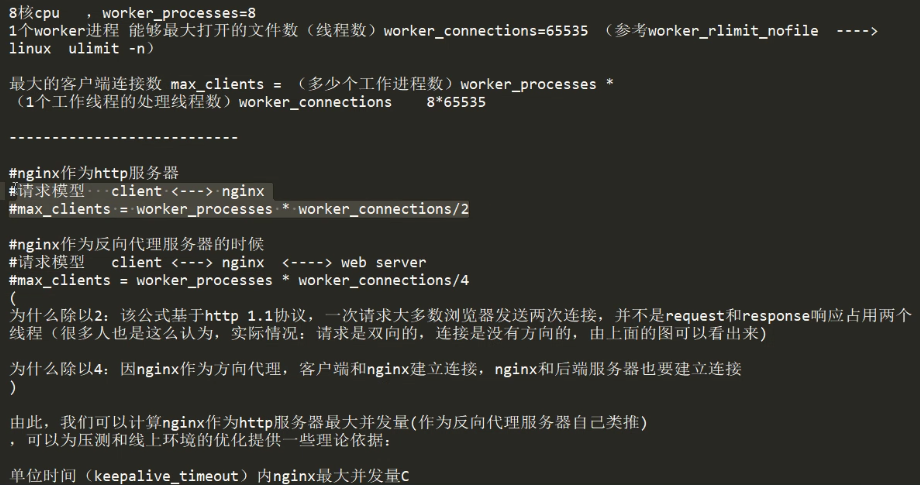 8核cpu ，worker_processes=8
1个worker进程 能够最大打开的文件数（线程数）worker_connections=65535 （参考worker_rlimit_nofile ---->
linux ulimit -n）
最大的客户端连接数 max_clients = （多少个工作进程数）worker_processes *
（1个工作线程的处理线程数）worker_connections 8*65535
---------------------------
#nginx作为http服务器
#请求模型 client <---> nginx
#max_clients = worker_processes * worker_connections/2
#nginx作为反向代理服务器的时候
#请求模型 client <---> nginx <----> web server
#max_clients = worker_processes * worker_connections/4
(
为什么除以2：该公式基于http 1.1协议，一次请求大多数浏览器发送两次连接，并不是request和response响应占用两个
线程（很多人也是这么认为，实际情况：请求是双向的，连接是没有方向的，由上面的图可以看出来)
为什么除以4：因nginx作为方向代理，客户端和nginx建立连接，nginx和后端服务器也要建立连接
)
由此，我们可以计算nginx作为http服务器最大并发量(作为反向代理服务器自己类推)
，可以为压测和线上环境的优化提供一些理论依据：
单位时间（keepalive_timeout）内nginx最大并发量C